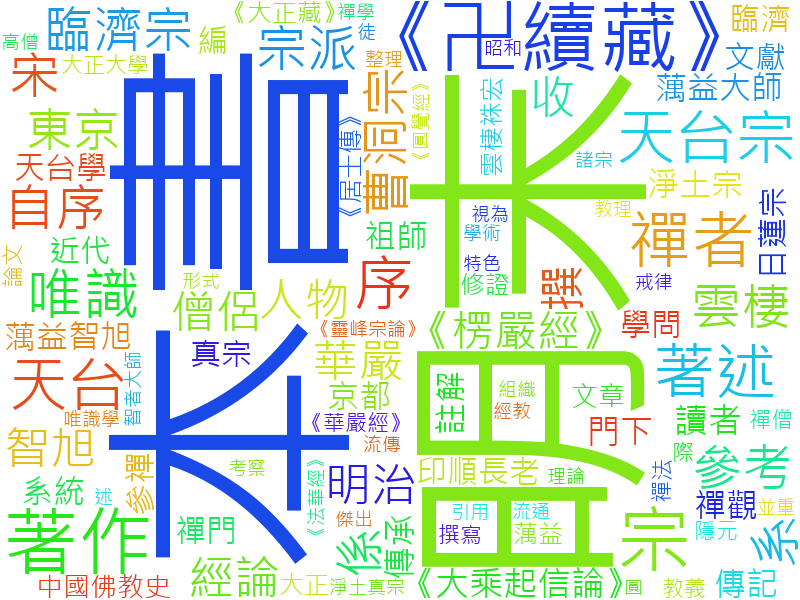 《大正藏》
禪學
《卍續藏》
臨濟
高僧
臨濟宗
編
宗派
徒
昭和
文獻
宋
大正大學
整理
收
蕅益大師
東京
本書
曹洞宗
《圓覺經》
明末
雲棲袾宏
天台宗
天台學
《居士傳》
諸宗
淨土宗
自序
祖師
視為
教理
禪者
日蓮宗
近代
學術
論文
唯識
形式
序
特色
修證
撰
戒律
僧侶
人物
雲棲
蕅益智旭
《靈峰宗論》
《楞嚴經》
學問
真宗
華嚴
著述
天台
智者大師
京都
註解
組織
文章
唯識學
《華嚴經》
經教
門下
讀者
禪僧
智旭
流傳
際
參禪
考察
《法華經》
明治
印順長老
理論
禪法
參考
系統
述
禪觀
並重
著作
禪門
傑出
係
傳承
引用
流通
撰寫
蕅益
宗
隱元
系
經論
中國佛教史
大正
淨土真宗
《大乘起信論》
圓
教義
傳記